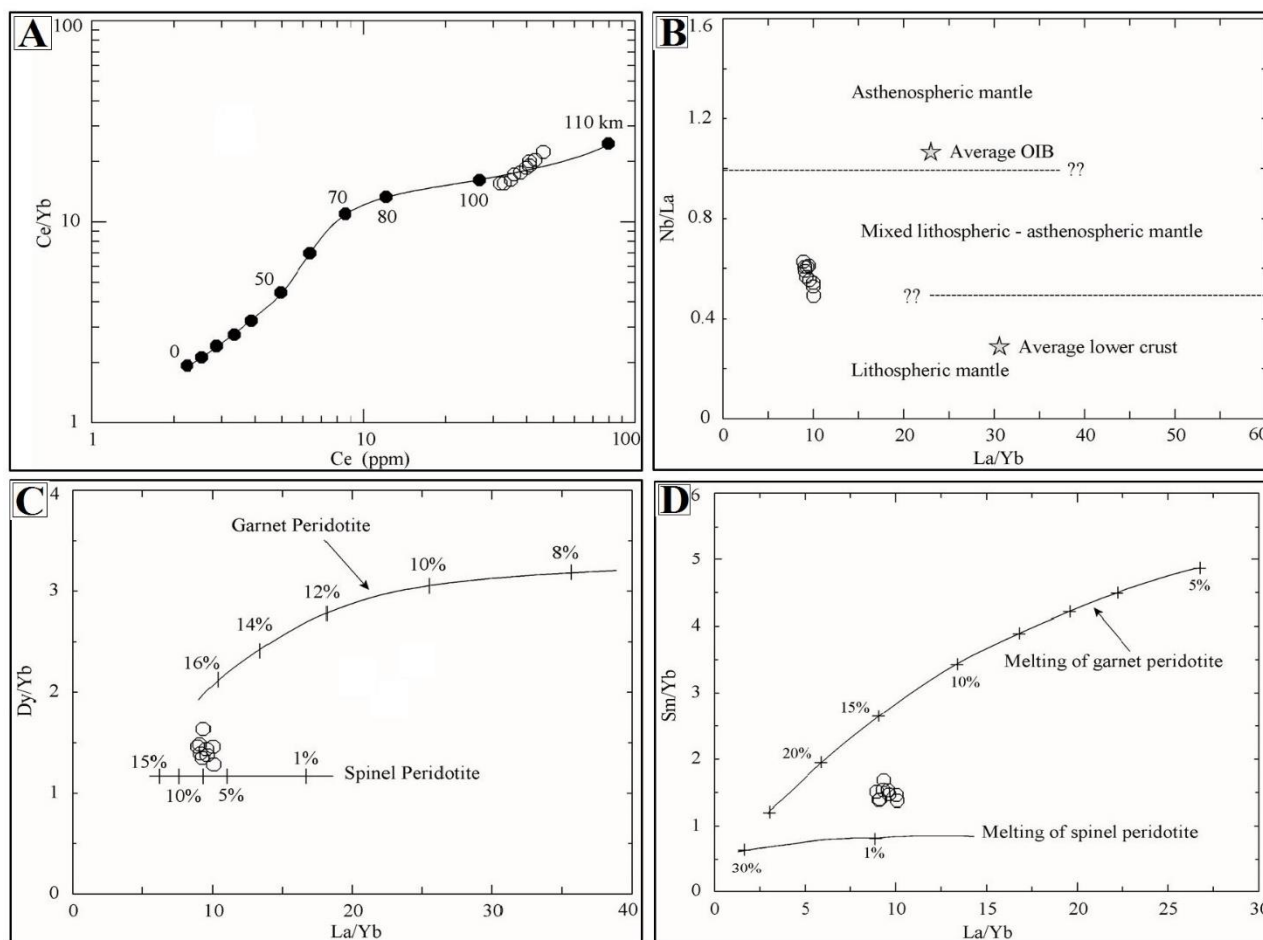 A
100
110 km
70
100
80
10
50
0
1
1
10
100
Ce/Yb
Ce (ppm)
B
1.6
Asthenospheric mantle
1.2
Average OIB
??
0.8
Mixed lithospheric - asthenospheric mantle
??
0.4
Average lower crust
Lithospheric mantle
0
0 10 20 30 40 50 60
Nb/La
La/Yb
C
4
Garnet Peridotite
8%
10%
3
12%
14%
16%
2
15%
1%
Spinel Peridotite
10%
5%
1
0
0 10 20 30 40
Dy/Yb
La/Yb
D
6
5
5%
4
Melting of garnet peridotite
10%
3
15%
20%
2
1
Melting of spinel peridotite
1%
30%
0
0 5 10 15 20 25 30
Sm/Yb
La/Yb